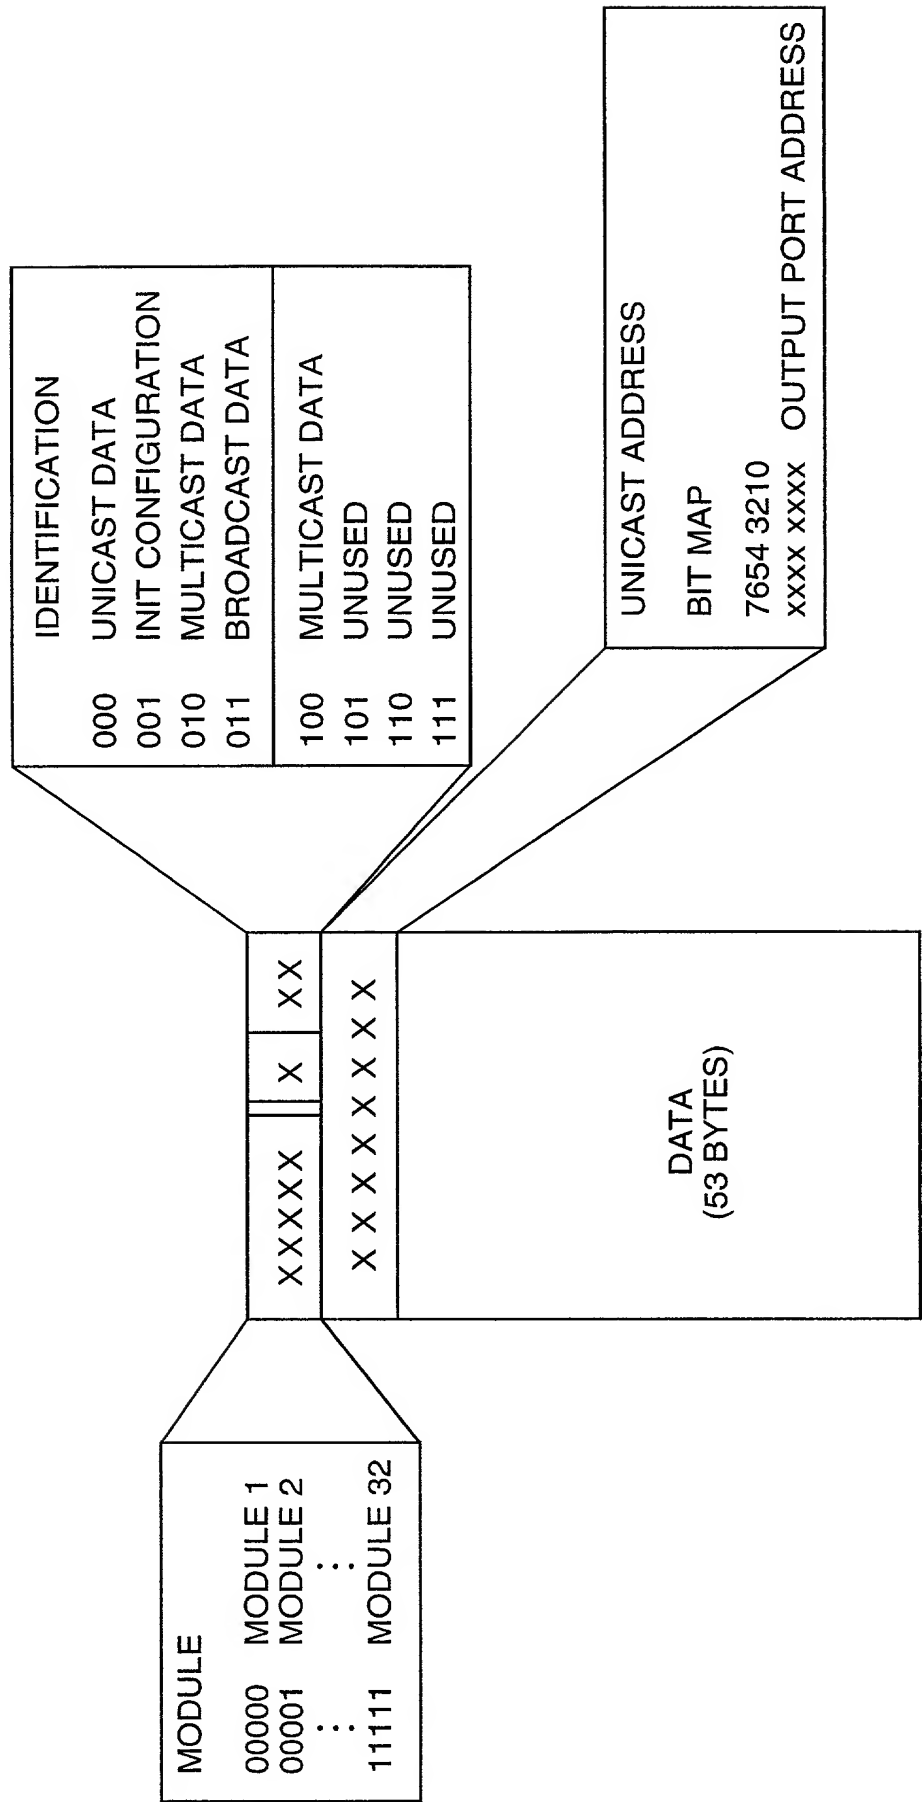 MODULE
00000 MODULE 1
00001 MODULE 2
⋮ ⋮
11111 MODULE 32
XXXXX X XX
X X X X X X X X
DATA
(53 BYTES)
IDENTIFICATION
000 UNICAST DATA
001 INIT CONFIGURATION
010 MULTICAST DATA
011 BROADCAST DATA
100 MULTICAST DATA
101 UNUSED
110 UNUSED
111 UNUSED
UNICAST ADDRESS
BIT MAP
7654 3210
XXXX XXXX OUTPUT PORT ADDRESS